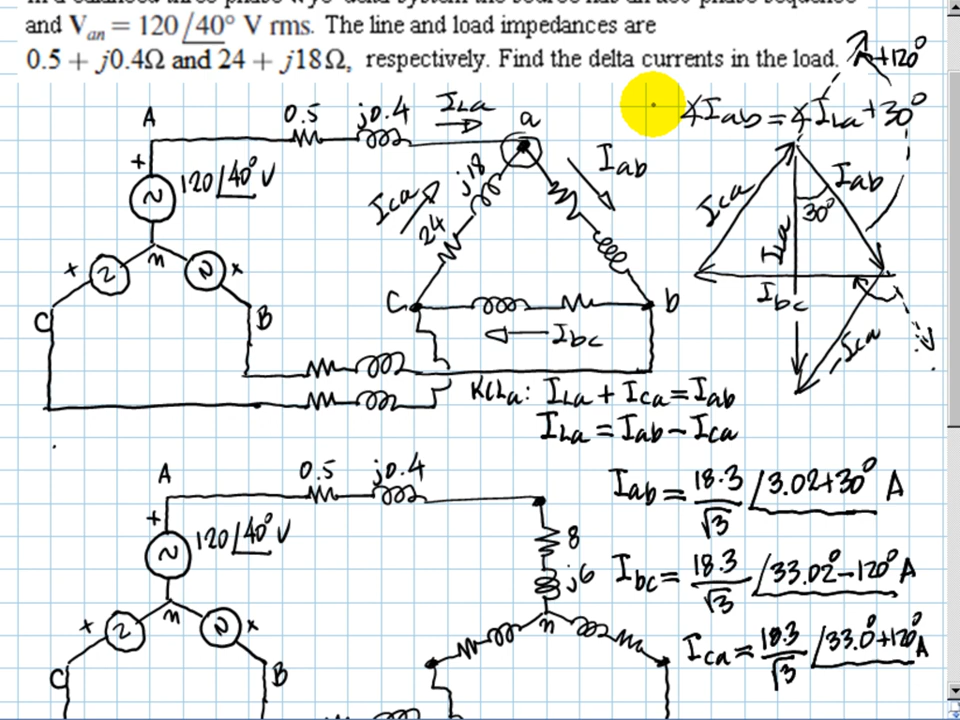 and Van = 120 /40° V rms. The line and load impedances are
0.5 + j0.4Ω and 24 + j18Ω, respectively. Find the delta currents in the load.
+120°
∡Iab = ∡ILa + 30°
A
0.5
j0.4
ILa
a
+
120/40° V
Ica
j18
24
Iab
Ica
Iab
30°
ILa
n
+
+
C
B
C
b
Ibc
Ibc
-Ica
KCLa: ILa + Ica = Iab
ILa = Iab - Ica
A
0.5
j0.4
Iab = 18.3/√3 /3.02+30° A
+
120/40° V
8
j6
Ibc = 18.3/√3 /33.02°-120° A
n
n
+
+
Ica = 18.3/√3 /33.0°+120° A
C
B